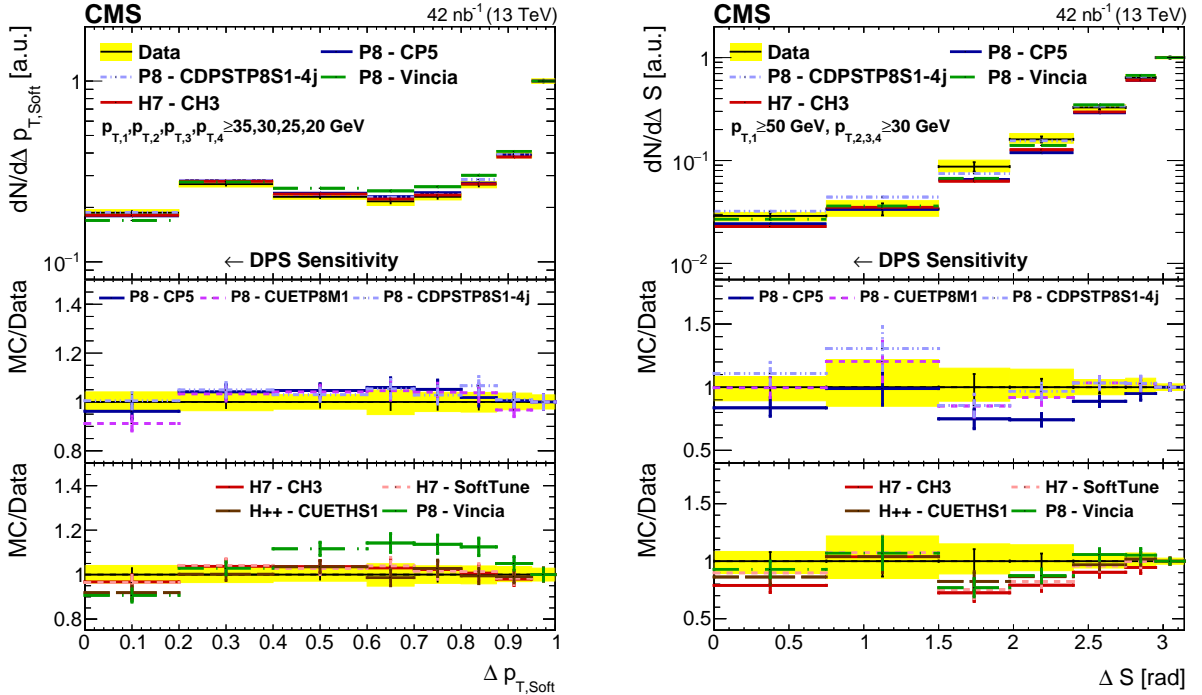 CMS 42 nb⁻¹ (13 TeV)
dN/dΔ p_T,Soft [a.u.]
1
10⁻¹
Data P8 - CP5
P8 - CDPSTP8S1-4j P8 - Vincia
H7 - CH3
p_T,1,p_T,2,p_T,3,p_T,4≥35,30,25,20 GeV
← DPS Sensitivity
MC/Data
1.4
1.2
1
0.8
P8 - CP5 P8 - CUETP8M1 P8 - CDPSTP8S1-4j
MC/Data
1.4
1.2
1
0.8
H7 - CH3 H7 - SoftTune
H++ - CUETHS1 P8 - Vincia
0 0.1 0.2 0.3 0.4 0.5 0.6 0.7 0.8 0.9 1
Δ p_T,Soft
CMS 42 nb⁻¹ (13 TeV)
dN/dΔ S [a.u.]
1
10⁻¹
10⁻²
Data P8 - CP5
P8 - CDPSTP8S1-4j P8 - Vincia
H7 - CH3
p_T,1≥50 GeV, p_T,2,3,4≥30 GeV
← DPS Sensitivity
MC/Data
1.5
1
0.5
P8 - CP5 P8 - CUETP8M1 P8 - CDPSTP8S1-4j
MC/Data
1.5
1
0.5
H7 - CH3 H7 - SoftTune
H++ - CUETHS1 P8 - Vincia
0 0.5 1 1.5 2 2.5 3
Δ S [rad]